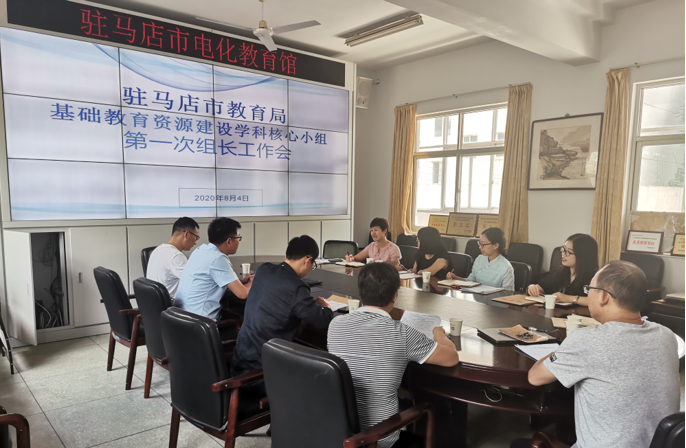 驻马店市电化教育馆
驻马店市教育局
基础教育资源建设学科核心小组
第一次组长工作会
2020年8月4日